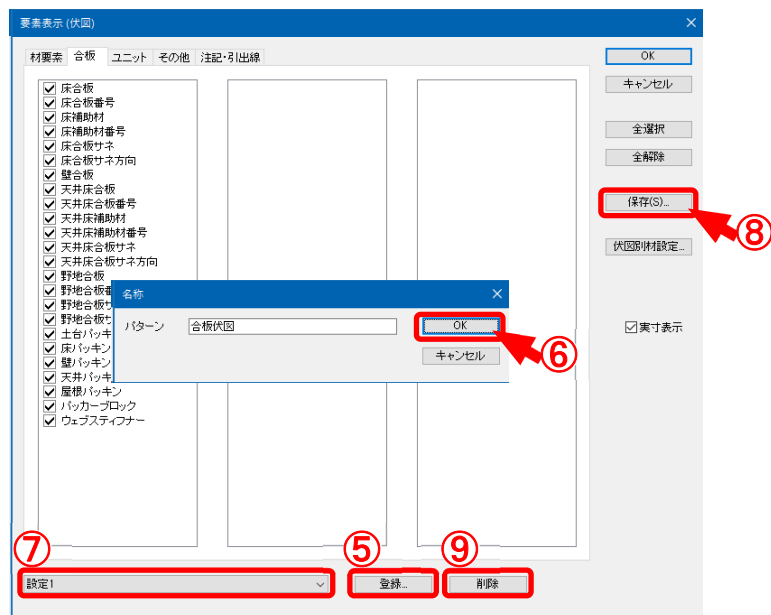 要素表示 (伏図)
材要素 合板 ユニット その他 注記・引出線
床合板
床合板番号
床補助材
床補助材番号
床合板サネ
床合板サネ方向
壁合板
天井床合板
天井床合板番号
天井床補助材
天井床補助材番号
天井床合板サネ
天井床合板サネ方向
野地合板
野地合板番
野地合板サ
野地合板サ
土台パッキ
床パッキン
壁パッキン
天井パッキ
屋根パッキン
パッカーブロック
ウェブスティフナー
名称
パターン 合板伏図
OK
キャンセル
⑥
OK
キャンセル
全選択
全解除
保存(S)...
⑧
伏図別材設定...
実寸表示
⑦ ⑤ ⑨
設定1 登録... 削除